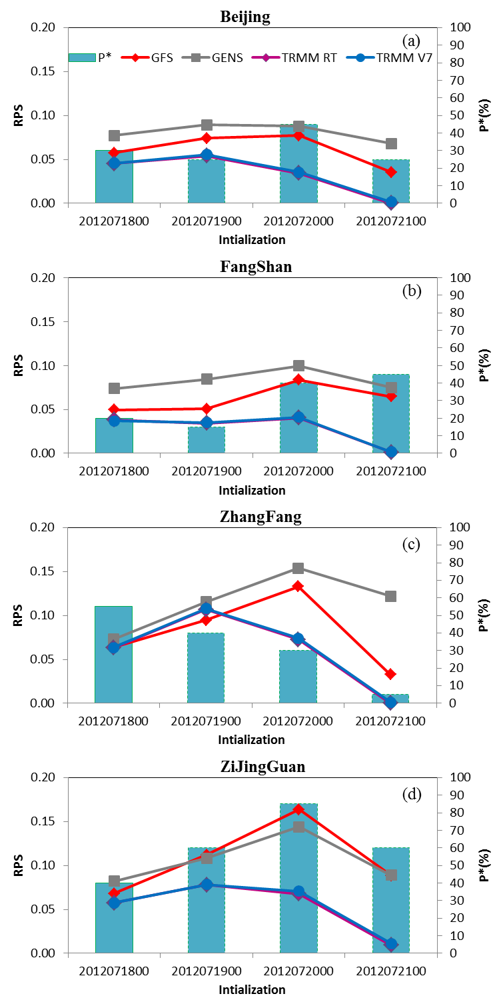 Beijing
(a)
P* GFS GENS TRMM RT TRMM V7
0.20
0.15
0.10
0.05
0.00
RPS
100
90
80
70
60
50
40
30
20
10
0
P*(%)
2012071800 2012071900 2012072000 2012072100
Intialization
FangShan
(b)
0.20
0.15
0.10
0.05
0.00
RPS
100
90
80
70
60
50
40
30
20
10
0
P*(%)
2012071800 2012071900 2012072000 2012072100
Intialization
ZhangFang
(c)
0.20
0.15
0.10
0.05
0.00
RPS
100
90
80
70
60
50
40
30
20
10
0
P*(%)
2012071800 2012071900 2012072000 2012072100
Intialization
ZiJingGuan
(d)
0.20
0.15
0.10
0.05
0.00
RPS
100
90
80
70
60
50
40
30
20
10
0
P*(%)
2012071800 2012071900 2012072000 2012072100
Intialization